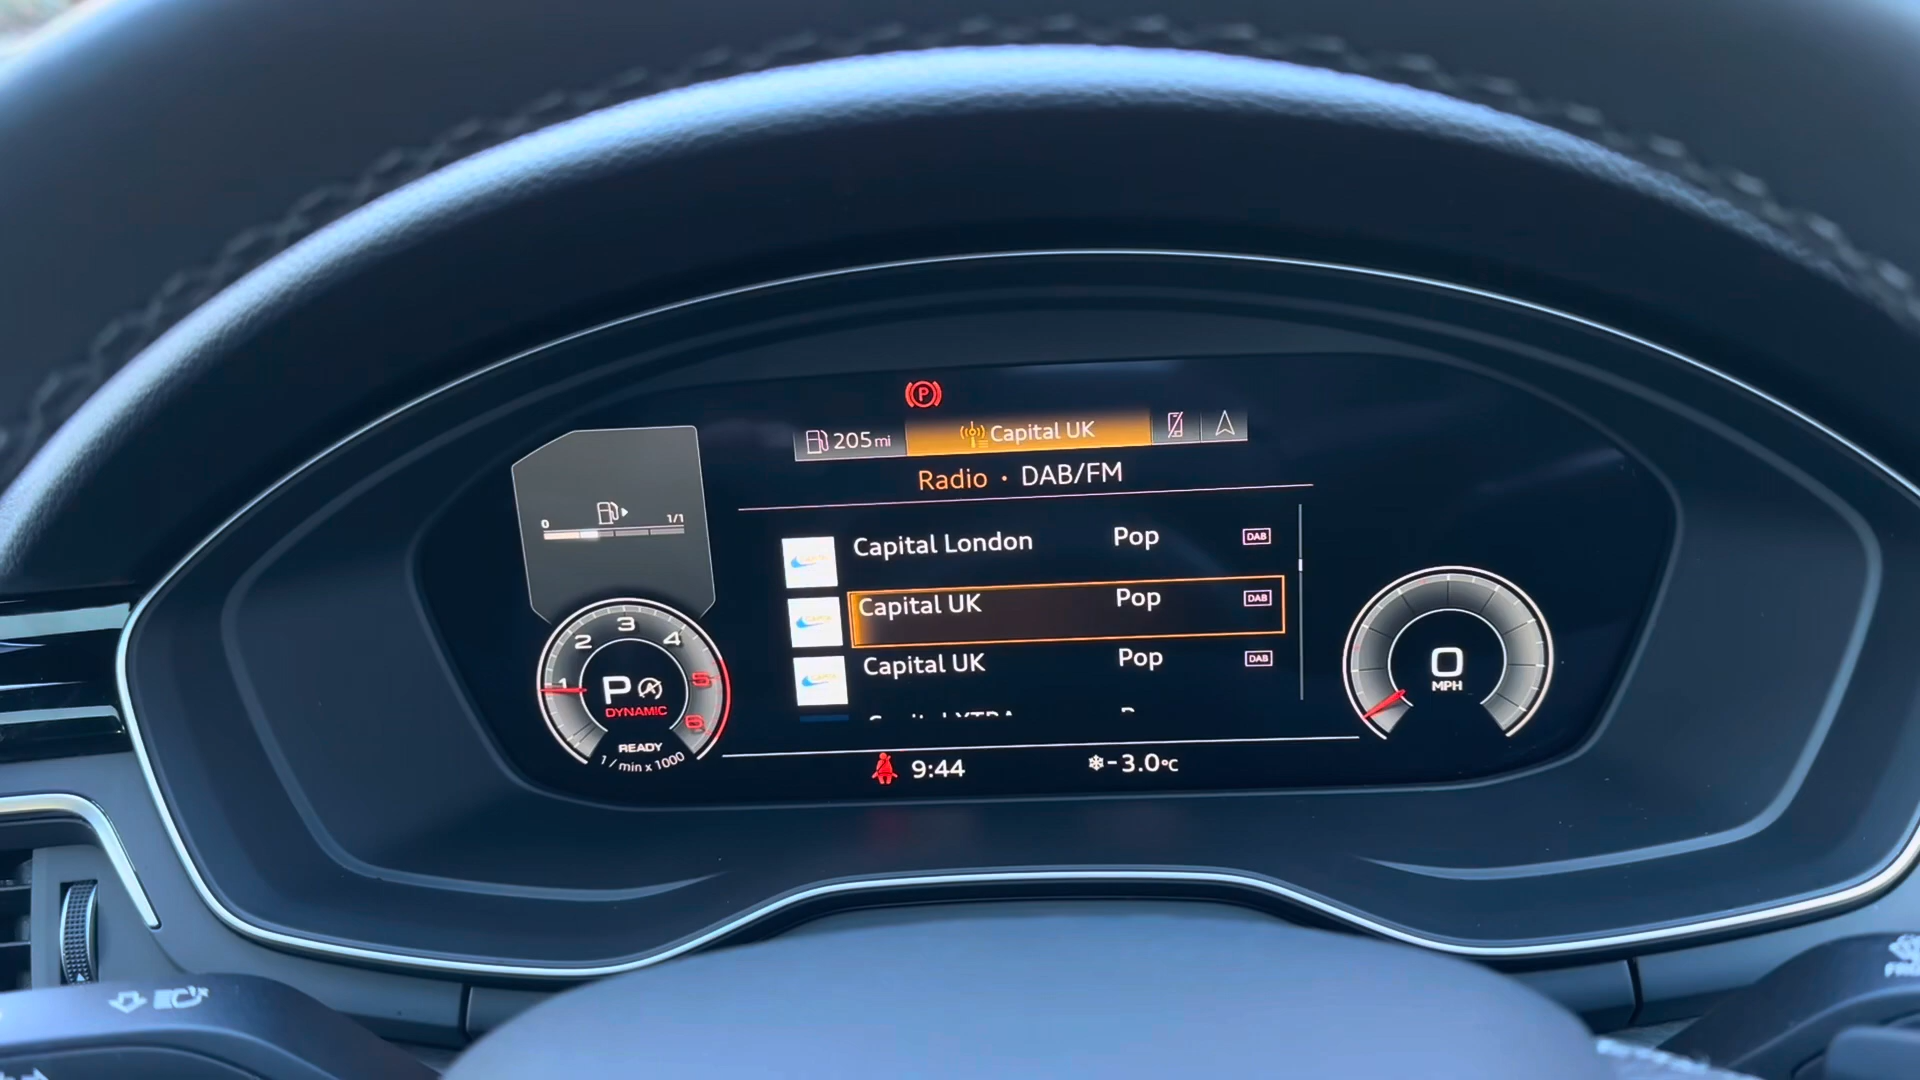 P
205 mi
Capital UK
Radio · DAB/FM
Capital London Pop DAB
Capital UK Pop DAB
Capital UK Pop DAB
0 1/1
1 2 3 4 5 6
P A
DYNAMIC
READY
1 / min x 1000
0
MPH
9:44
-3.0°C